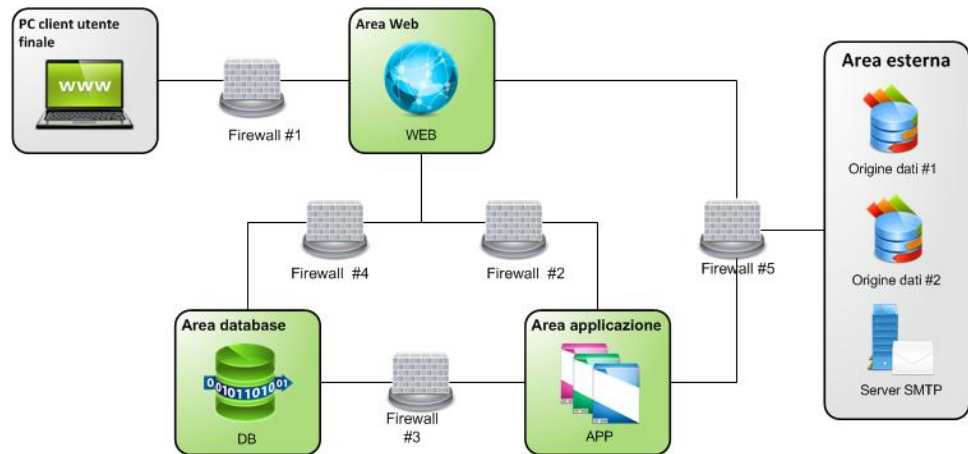 PC client utente
finale
www
Firewall #1
Area Web
WEB
Area esterna
Origine dati #1
Origine dati #2
Server SMTP
Firewall #4
Firewall #2
Firewall #5
Area database
00101101001
DB
Firewall
#3
Area applicazione
APP